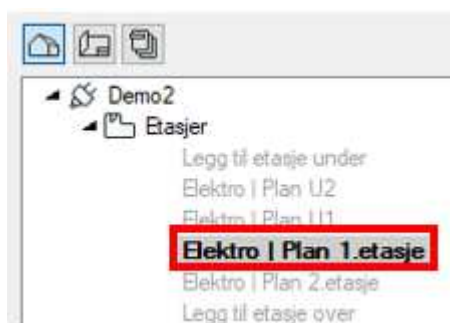 Demo2
Etasjer
Legg til etasje under
Elektro | Plan U2
Elektro | Plan U1
Elektro | Plan 1.etasje
Elektro | Plan 2.etasje
Legg til etasje over